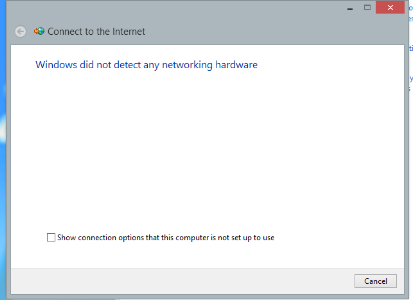 Connect to the Internet
Windows did not detect any networking hardware
Show connection options that this computer is not set up to use
Cancel